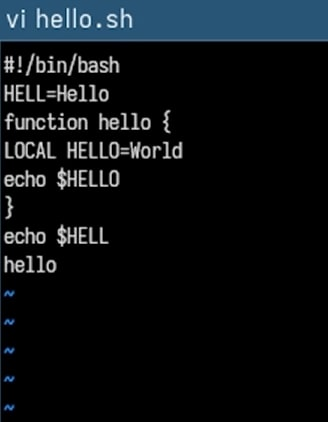 vi hello.sh
#!/bin/bash
HELL=Hello
function hello {
LOCAL HELLO=World
echo $HELLO
}
echo $HELL
hello
~
~
~
~
~